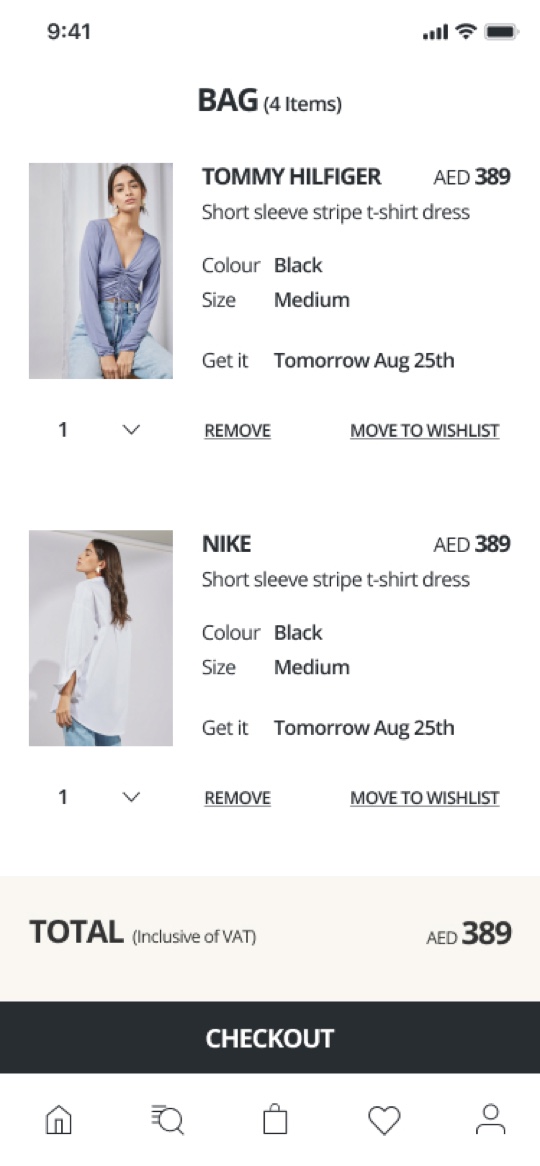 9:41
BAG (4 Items)
TOMMY HILFIGER AED 389
Short sleeve stripe t-shirt dress
Colour Black
Size Medium
Get it Tomorrow Aug 25th
1 REMOVE MOVE TO WISHLIST
NIKE AED 389
Short sleeve stripe t-shirt dress
Colour Black
Size Medium
Get it Tomorrow Aug 25th
1 REMOVE MOVE TO WISHLIST
TOTAL (Inclusive of VAT) AED 389
CHECKOUT